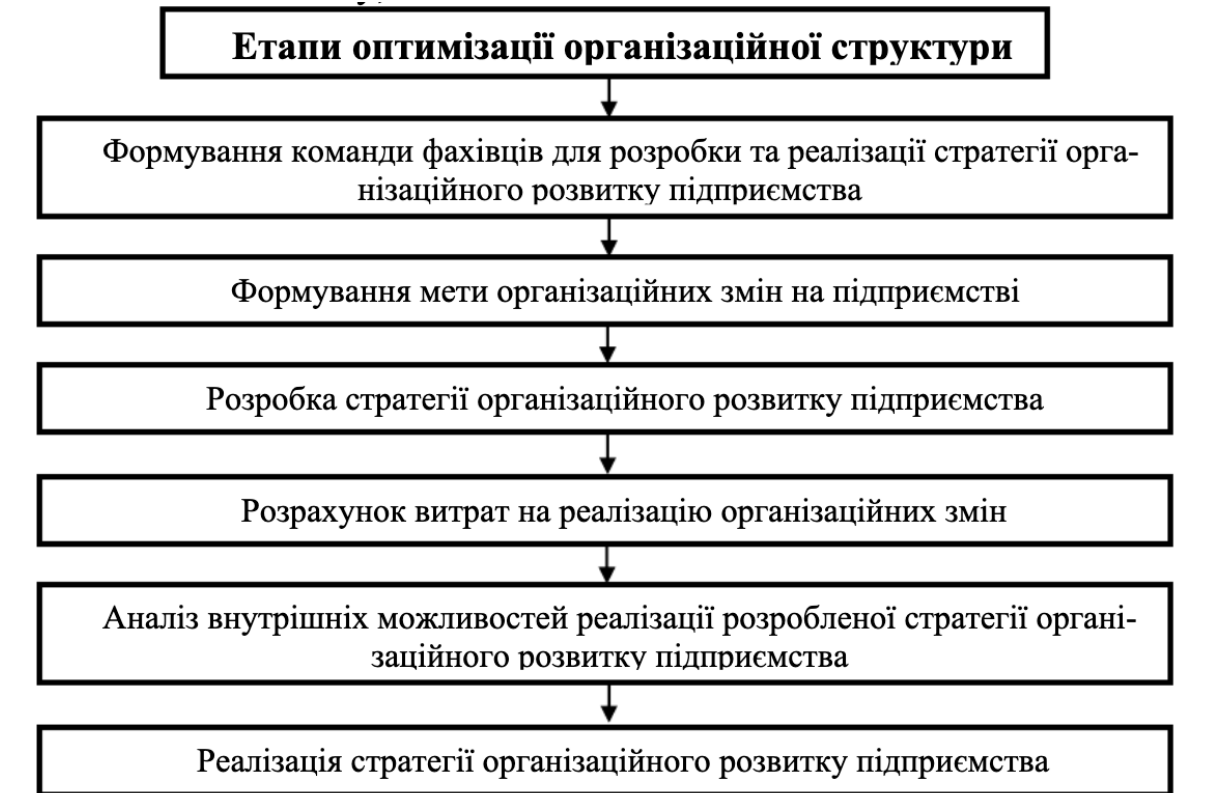 Етапи оптимізації організаційної структури
Формування команди фахівців для розробки та реалізації стратегії орга-
нізаційного розвитку підприємства
Формування мети організаційних змін на підприємстві
Розробка стратегії організаційного розвитку підприємства
Розрахунок витрат на реалізацію організаційних змін
Аналіз внутрішніх можливостей реалізації розробленої стратегії органі-
заційного розвитку підприємства
Реалізація стратегії організаційного розвитку підприємства